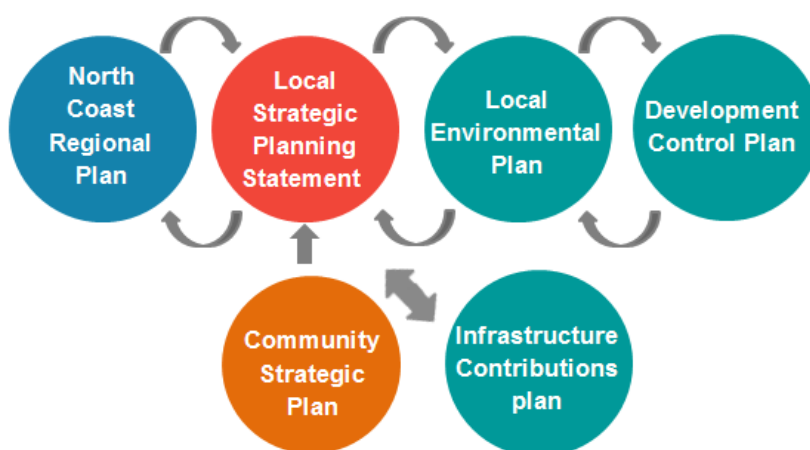 North
Coast
Regional
Plan
Local
Strategic
Planning
Statement
Local
Environmental
Plan
Development
Control Plan
Community
Strategic
Plan
Infrastructure
Contributions
plan